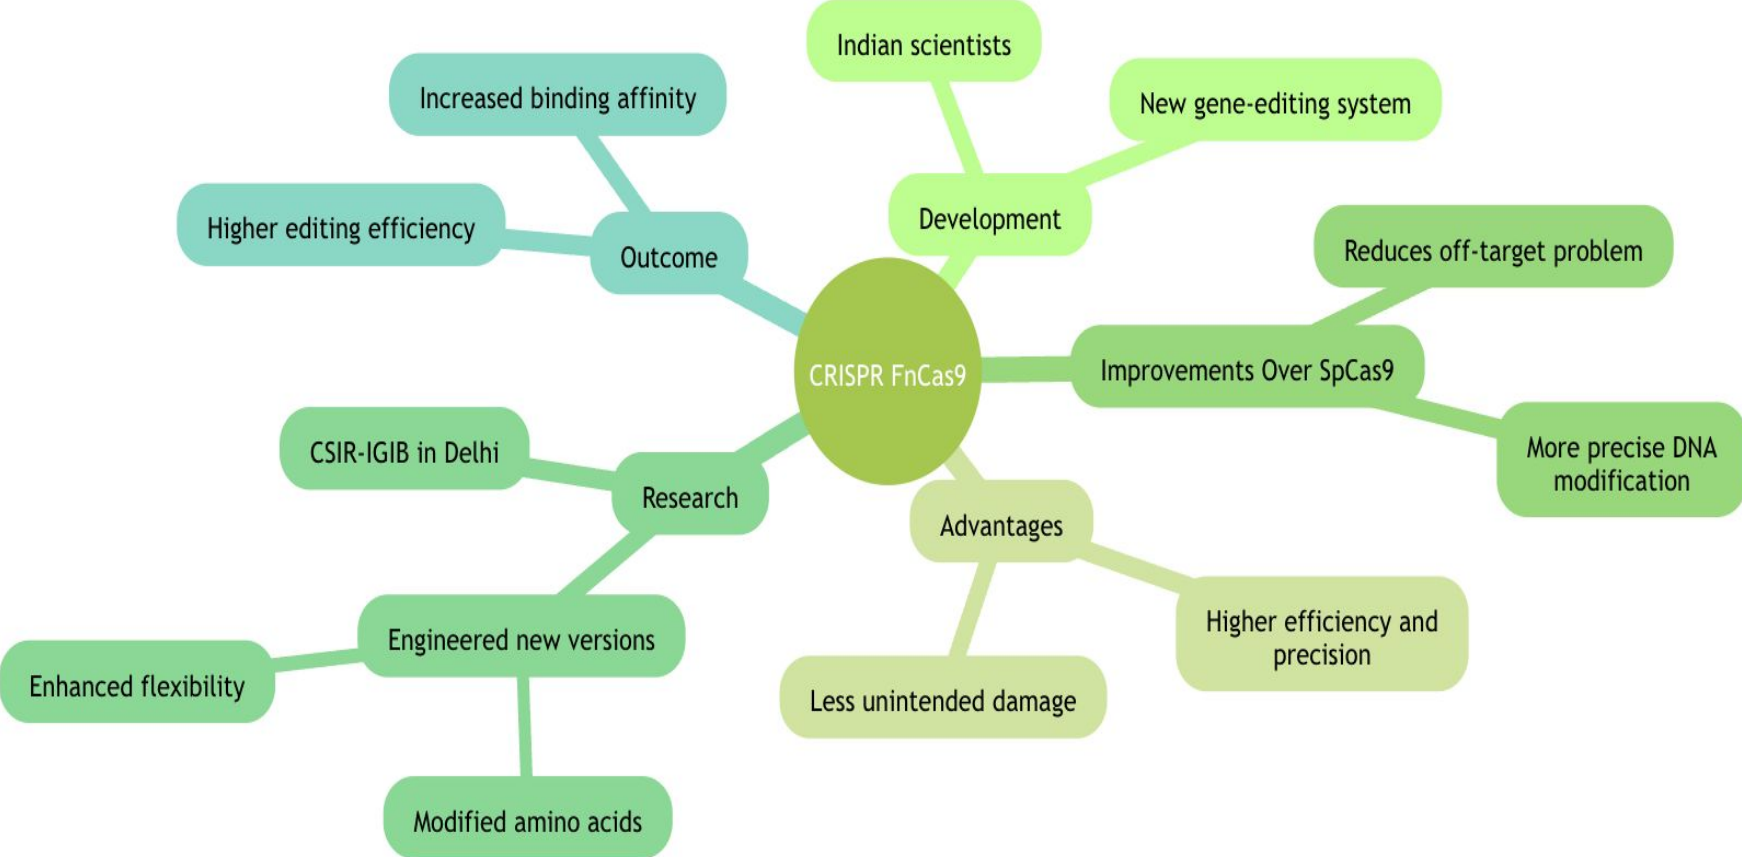 Indian scientists
Increased binding affinity
New gene-editing system
Higher editing efficiency
Development
Outcome
Reduces off-target problem
CRISPR FnCas9
Improvements Over SpCas9
CSIR-IGIB in Delhi
Research
More precise DNA
modification
Advantages
Engineered new versions
Higher efficiency and
precision
Enhanced flexibility
Less unintended damage
Modified amino acids